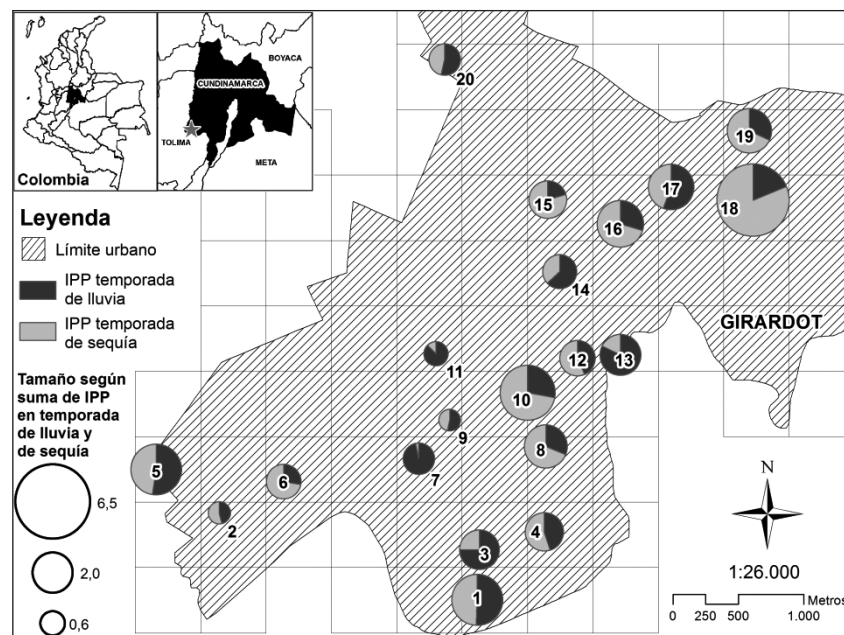 BOYACA
CUNDINAMARCA
TOLIMA
META
Colombia
Leyenda
Límite urbano
IPP temporada
de lluvia
IPP temporada
de sequía
Tamaño según
suma de IPP
en temporada
de lluvia y
de sequía
6,5
2,0
0,6
20
19
17
18
15
16
14
GIRARDOT
12
13
11
10
9
8
7
5
6
2
4
3
1
N
1:26.000
Metros
0 250 500 1.000